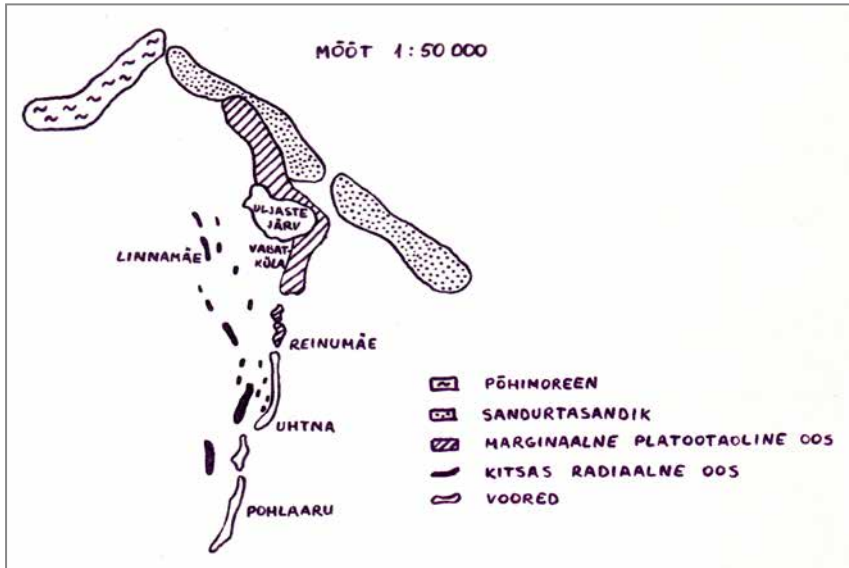 MÕÕT 1:50 000
ULJASTE
JÄRV
VABAT-
KÜLA
LINNAMÄE
REINUMÄE
UHTNA
POHLAARU
PÕHIMOREEN
SANDURTASANDIK
MARGINAALNE PLATOOTAOLINE OOS
KITSAS RADIAALNE OOS
VOORED